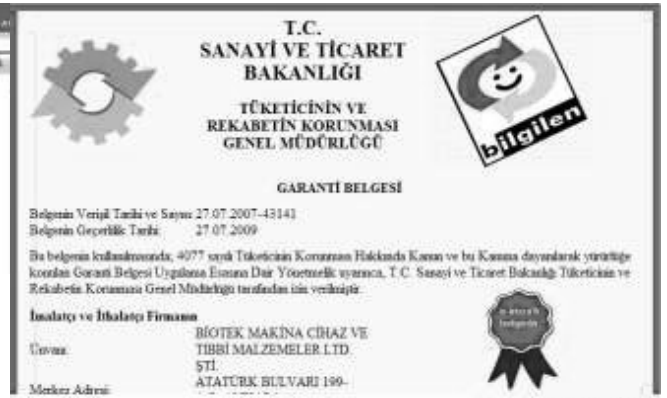 T.C.
SANAYİ VE TİCARET
BAKANLIĞI
TÜKETİCİNİN VE
REKABETİN KORUNMASI
GENEL MÜDÜRLÜĞÜ
bilgilen
GARANTİ BELGESİ
Belgenin Veriliş Tarihi ve Sayısı: 27.07.2007-43141
Belgenin Geçerlilik Tarihi: 27.07.2009
Bu belgenin kullanılmasında; 4077 sayılı Tüketicinin Korunması Hakkında Kanun ve bu Kanuna dayanılarak yürürlüğe
konulan Garanti Belgesi Uygulama Esasına Dair Yönetmelik uyarınca, T.C. Sanayi ve Ticaret Bakanlığı Tüketicinin ve
Rekabetin Korunması Genel Müdürlüğü tarafından izin verilmiştir.
İmalatçı ve İthalatçı Firmanın
Ünvanı: BİOTEK MAKİNA CİHAZ VE
TIBBİ MALZEMELER LTD.
ŞTİ.
Merkez Adresi: ATATÜRK BULVARI 199-